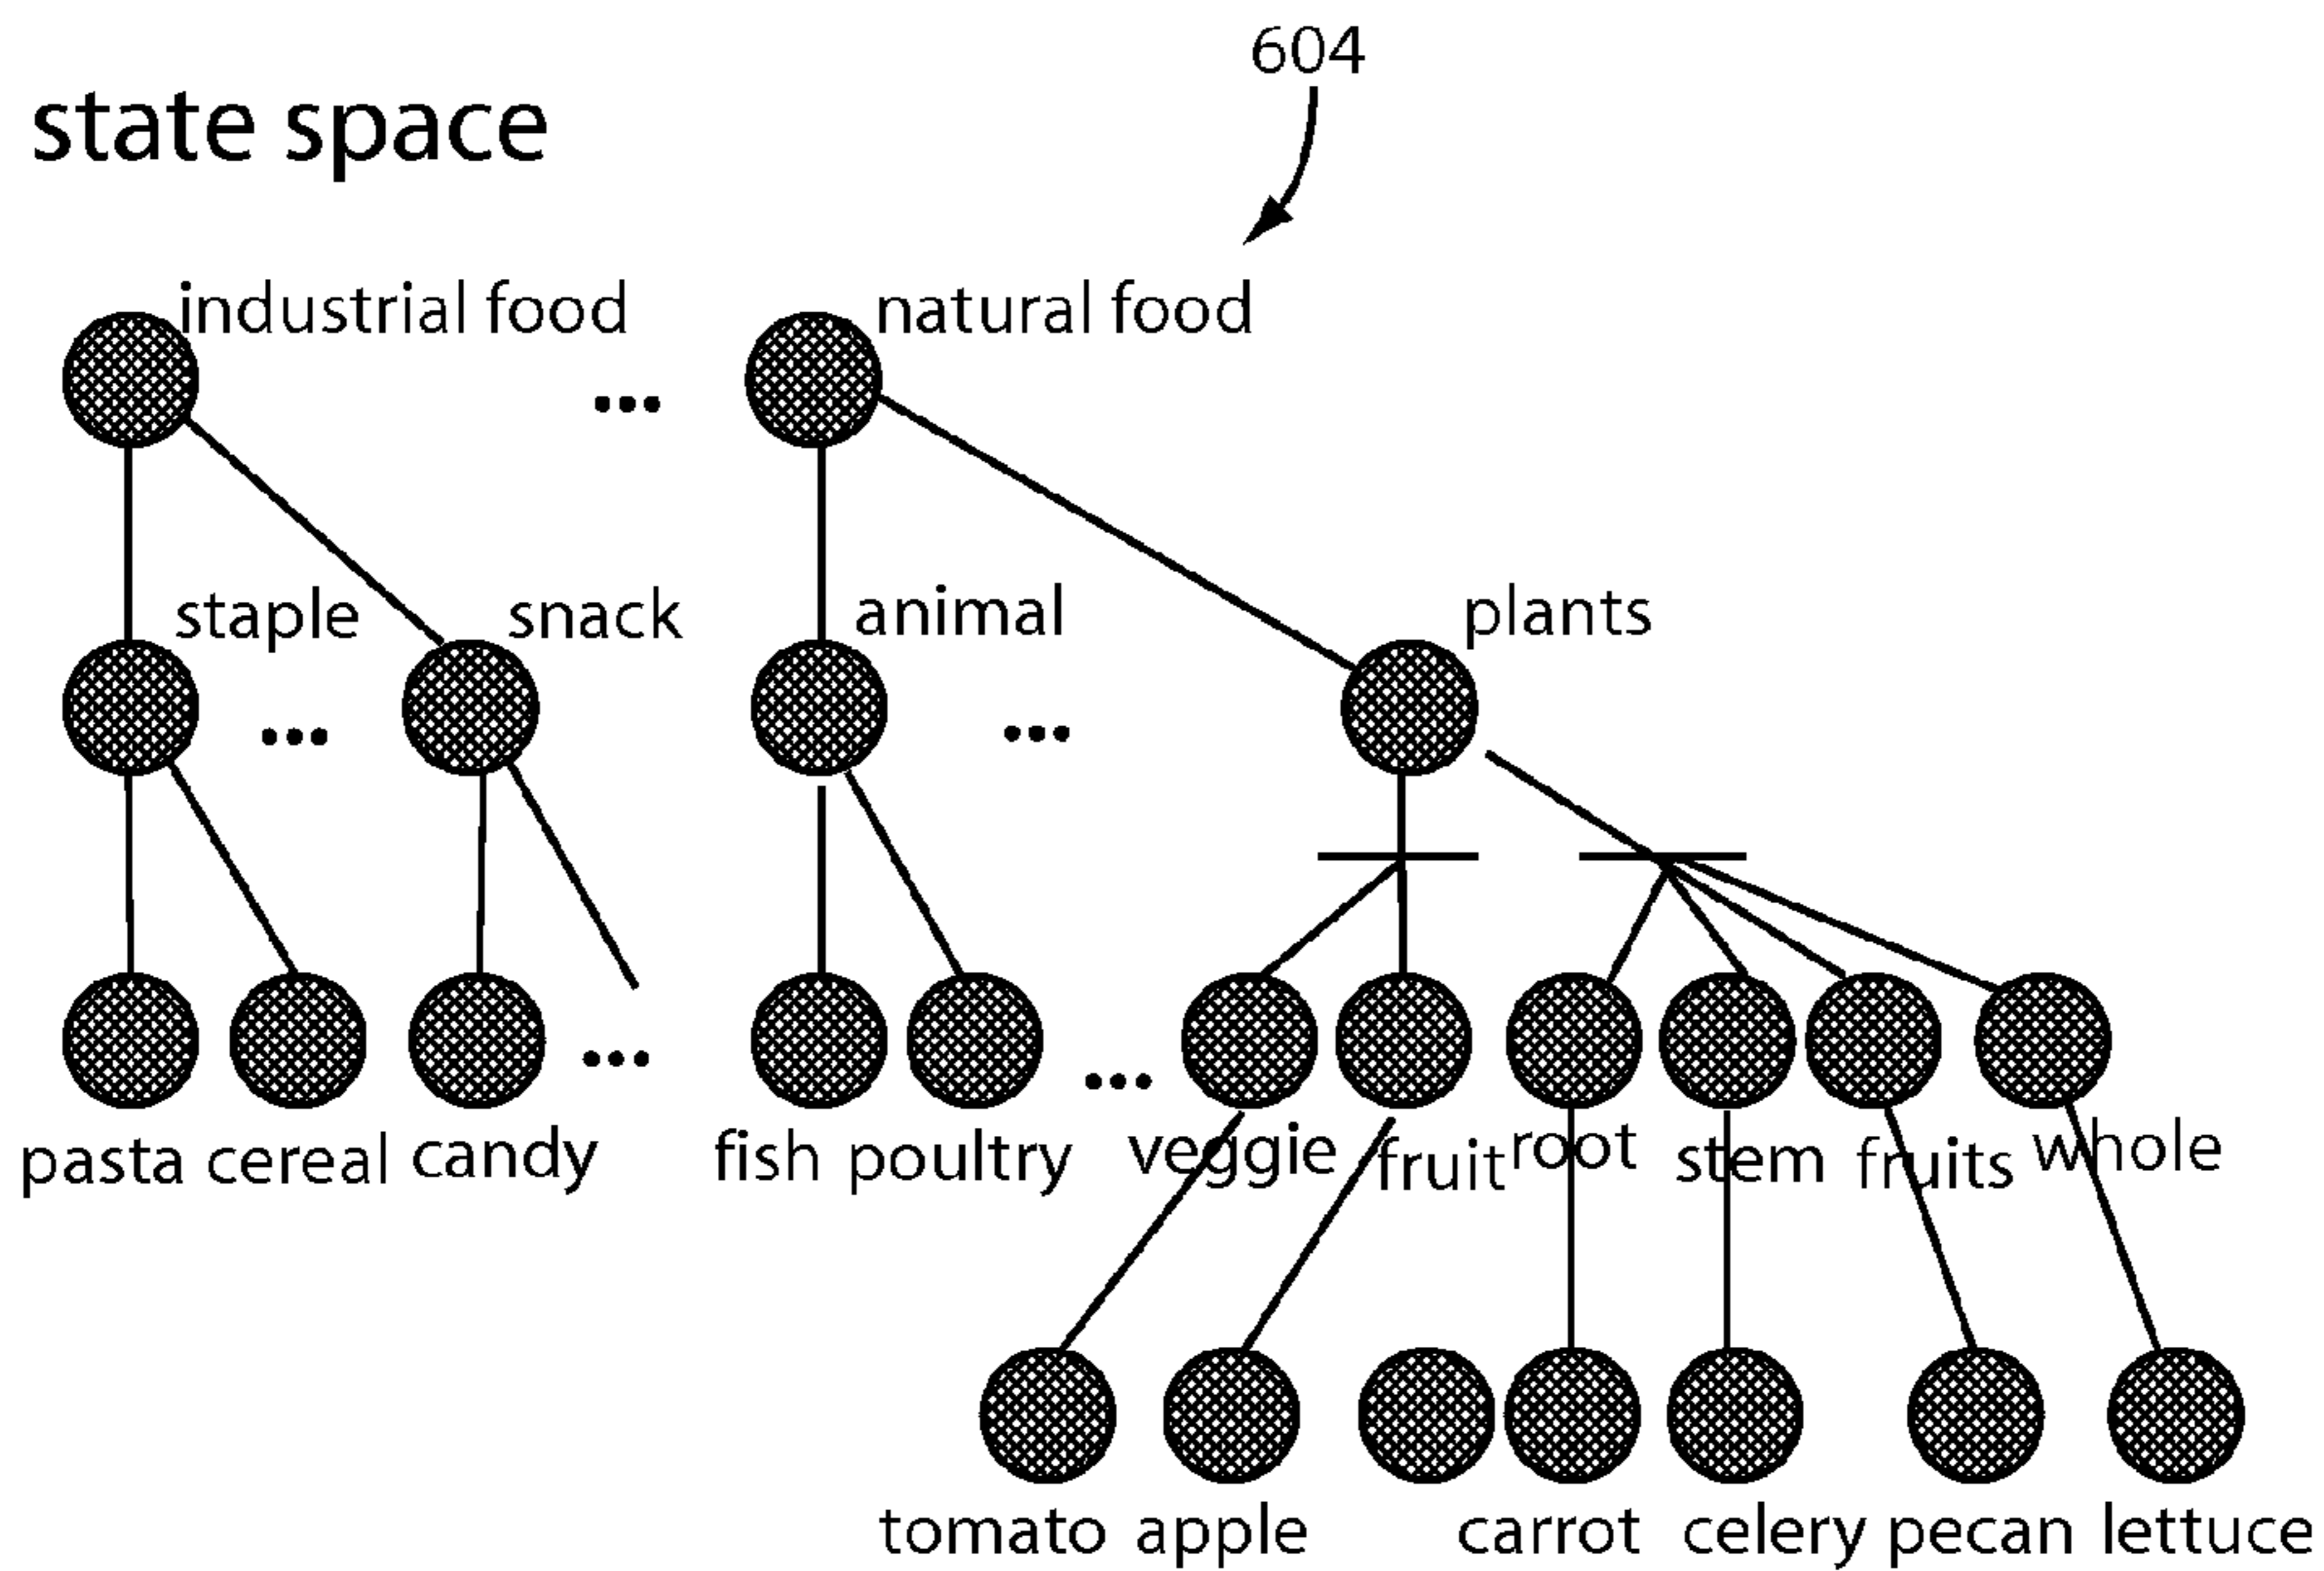 604
state space
industrial food
...
natural food
staple
...
snack
animal
...
plants
pasta cereal candy
...
fish poultry
...
veggie fruit root stem fruits whole
tomato apple carrot celery pecan lettuce